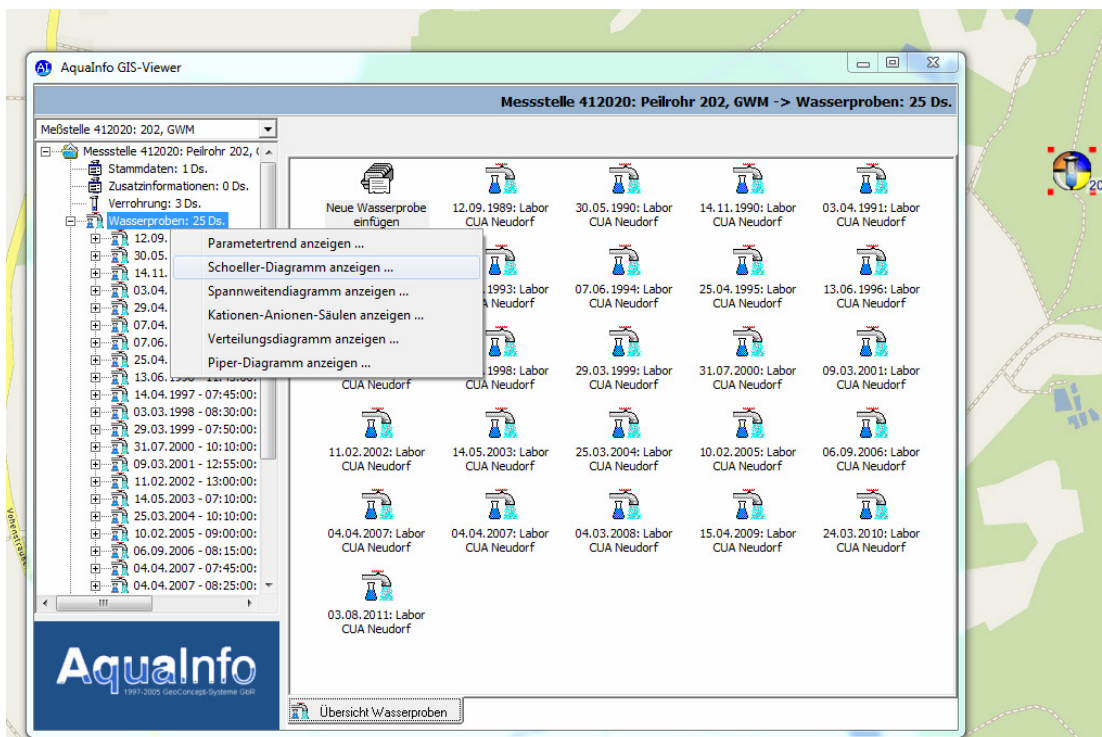 AquaInfo GIS-Viewer
Messstelle 412020: Peilrohr 202, GWM -> Wasserproben: 25 Ds.
Meßstelle 412020: 202, GWM
Messstelle 412020: Peilrohr 202, (
Stammdaten: 1 Ds.
Zusatzinformationen: 0 Ds.
Verrohrung: 3 Ds.
Wasserproben: 25 Ds.
12.09.
30.05.
14.11.
03.04.
29.04.
07.04.
07.06.
25.04.
13.06.1996 - 11:45:00:
14.04.1997 - 07:45:00:
03.03.1998 - 08:30:00:
29.03.1999 - 07:50:00:
31.07.2000 - 10:10:00:
09.03.2001 - 12:55:00:
11.02.2002 - 13:00:00:
14.05.2003 - 07:10:00:
25.03.2004 - 10:10:00:
10.02.2005 - 09:00:00:
06.09.2006 - 08:15:00:
04.04.2007 - 07:45:00:
04.04.2007 - 08:25:00:
Parametertrend anzeigen ...
Schoeller-Diagramm anzeigen ...
Spannweitendiagramm anzeigen ...
Kationen-Anionen-Säulen anzeigen ...
Verteilungsdiagramm anzeigen ...
Piper-Diagramm anzeigen ...
Neue Wasserprobe
einfügen
12.09.1989: Labor
CUA Neudorf
30.05.1990: Labor
CUA Neudorf
14.11.1990: Labor
CUA Neudorf
03.04.1991: Labor
CUA Neudorf
.1993: Labor
CUA Neudorf
07.06.1994: Labor
CUA Neudorf
25.04.1995: Labor
CUA Neudorf
13.06.1996: Labor
CUA Neudorf
CUA Neudorf
.1998: Labor
CUA Neudorf
29.03.1999: Labor
CUA Neudorf
31.07.2000: Labor
CUA Neudorf
09.03.2001: Labor
CUA Neudorf
11.02.2002: Labor
CUA Neudorf
14.05.2003: Labor
CUA Neudorf
25.03.2004: Labor
CUA Neudorf
10.02.2005: Labor
CUA Neudorf
06.09.2006: Labor
CUA Neudorf
04.04.2007: Labor
CUA Neudorf
04.04.2007: Labor
CUA Neudorf
04.03.2008: Labor
CUA Neudorf
15.04.2009: Labor
CUA Neudorf
24.03.2010: Labor
CUA Neudorf
03.08.2011: Labor
CUA Neudorf
AquaInfo
1997-2005 GeoConcept-Systeme GbR
Übersicht Wasserproben
20